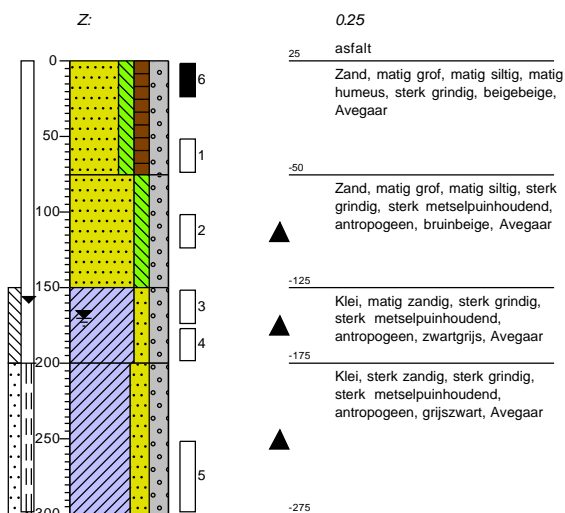 Z: 0.25
25 asfalt
0
Zand, matig grof, matig siltig, matig
humeus, sterk grindig, beigebeige,
Avegaar
6
50
1
-50
Zand, matig grof, matig siltig, sterk
grindig, sterk metselpuinhoudend,
antropogeen, bruinbeige, Avegaar
100
2
150
-125
Klei, matig zandig, sterk grindig,
sterk metselpuinhoudend,
antropogeen, zwartgrijs, Avegaar
3
4
200
-175
Klei, sterk zandig, sterk grindig,
sterk metselpuinhoudend,
antropogeen, grijszwart, Avegaar
250
5
300
-275